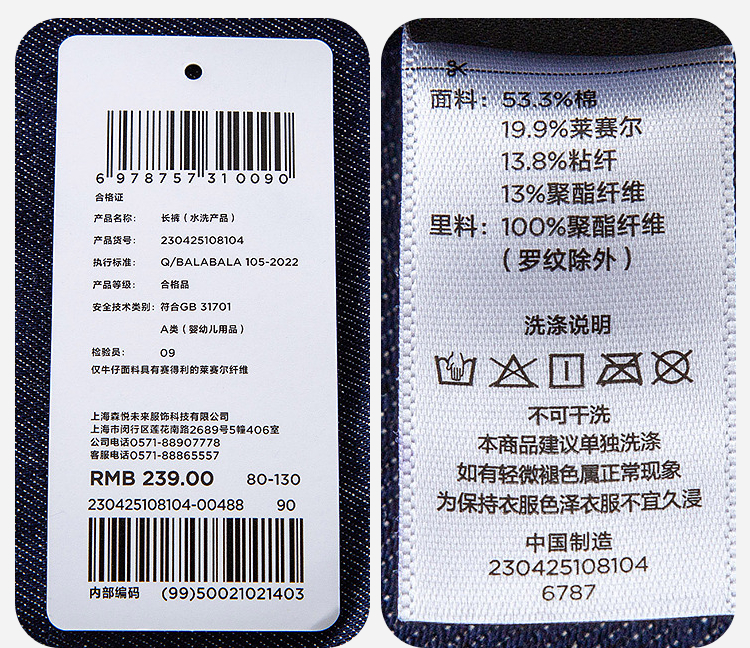 6 978757 310090
合格证
产品名称: 长裤（水洗产品）
产品货号: 230425108104
执行标准: Q/BALABALA 105-2022
产品等级: 合格品
安全技术类别: 符合GB 31701
A类（婴幼儿用品）
检验员: 09
仅牛仔面料具有赛得利的莱赛尔纤维
上海森悦未来服饰科技有限公司
上海市闵行区莲花南路2689号5幢406室
公司电话0571-88907778
客服电话0571-88865557
RMB 239.00 80-130
230425108104-00488 90
内部编码 (99)50021021403
面料: 53.3%棉
19.9%莱赛尔
13.8%粘纤
13%聚酯纤维
里料: 100%聚酯纤维
（罗纹除外）
洗涤说明
不可干洗
本商品建议单独洗涤
如有轻微褪色属正常现象
为保持衣服色泽衣服不宜久浸
中国制造
230425108104
6787